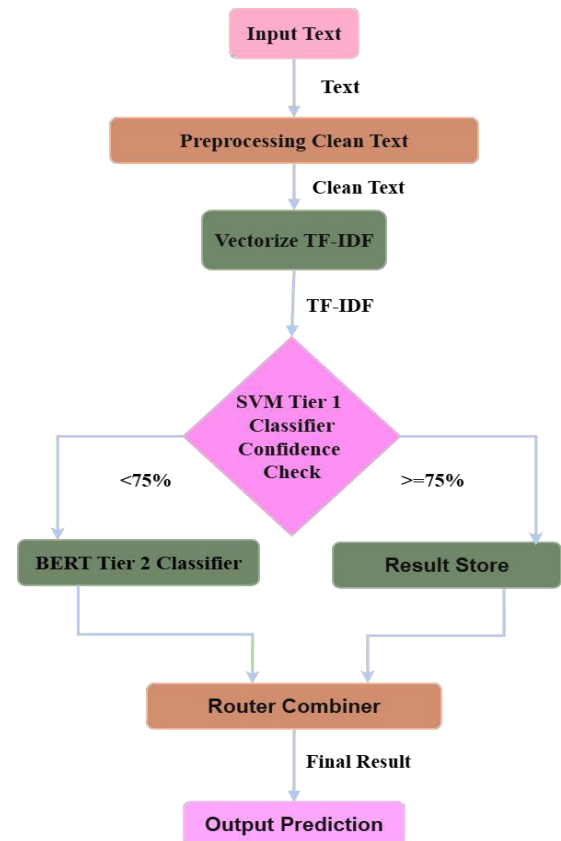 Input Text
Text
Preprocessing Clean Text
Clean Text
Vectorize TF-IDF
TF-IDF
SVM Tier 1
Classifier
Confidence
Check
<75%
>=75%
BERT Tier 2 Classifier
Result Store
Router Combiner
Final Result
Output Prediction